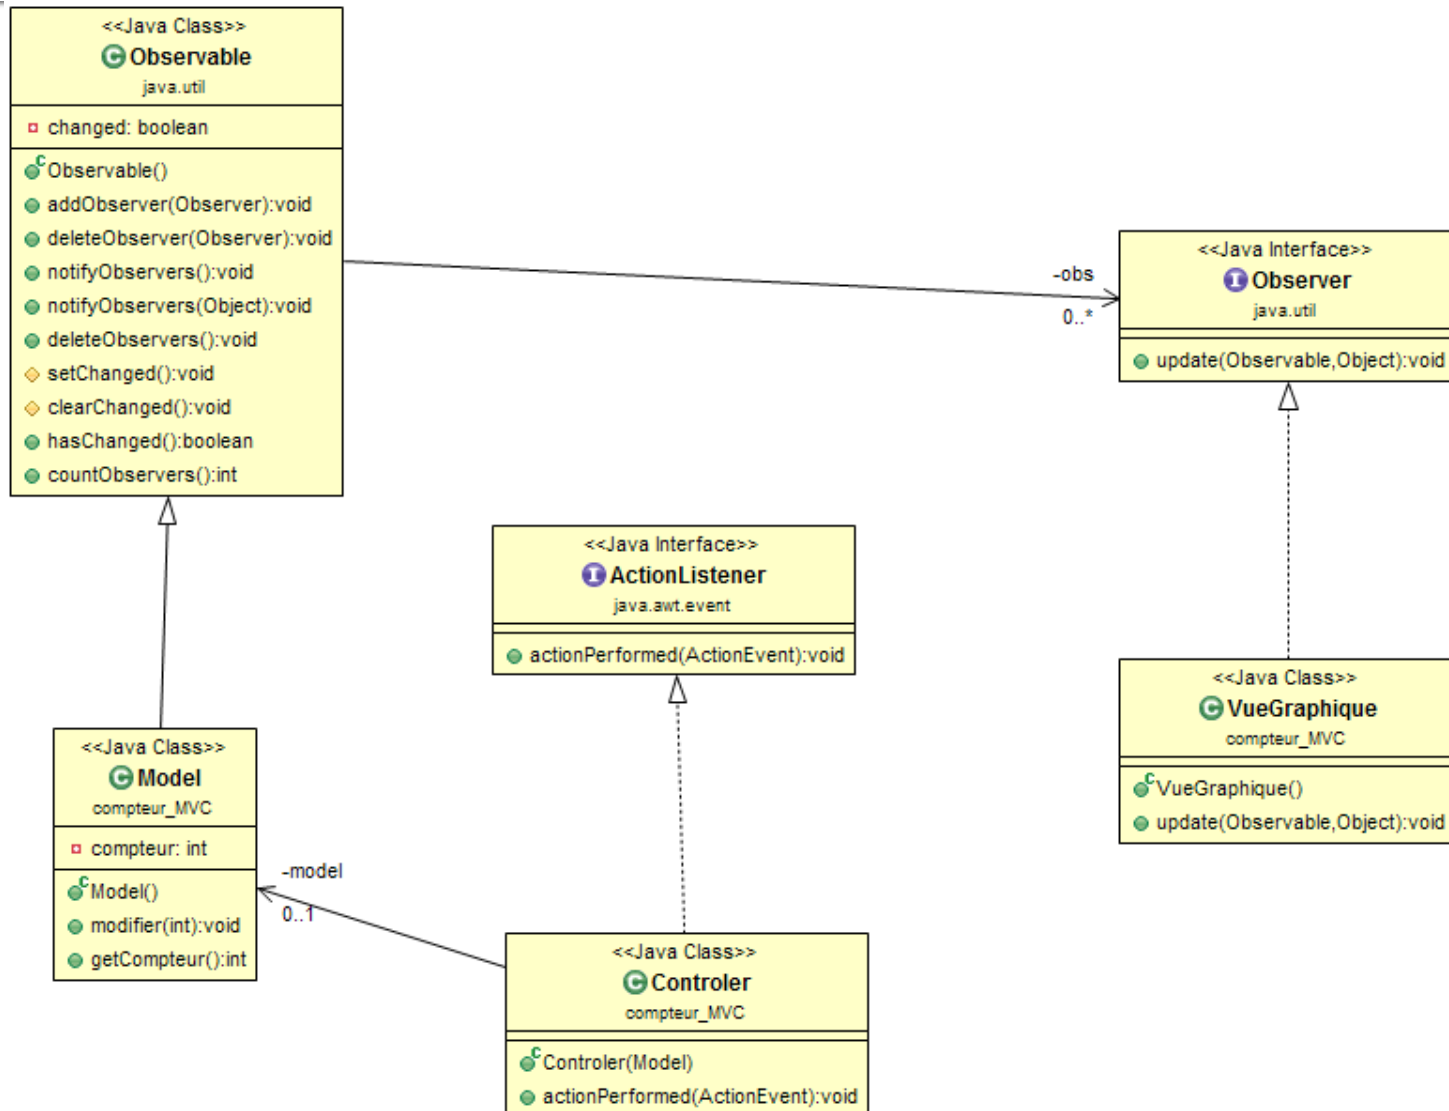 <<Java Class>>
Observable
java.util
changed: boolean
Observable()
addObserver(Observer):void
deleteObserver(Observer):void
notifyObservers():void
notifyObservers(Object):void
deleteObservers():void
setChanged():void
clearChanged():void
hasChanged():boolean
countObservers():int
-obs
0..*
<<Java Interface>>
Observer
java.util
update(Observable,Object):void
<<Java Interface>>
ActionListener
java.awt.event
actionPerformed(ActionEvent):void
<<Java Class>>
VueGraphique
compteur_MVC
VueGraphique()
update(Observable,Object):void
<<Java Class>>
Model
compteur_MVC
compteur: int
Model()
modifier(int):void
getCompteur():int
-model
0..1
<<Java Class>>
Controler
compteur_MVC
Controler(Model)
actionPerformed(ActionEvent):void